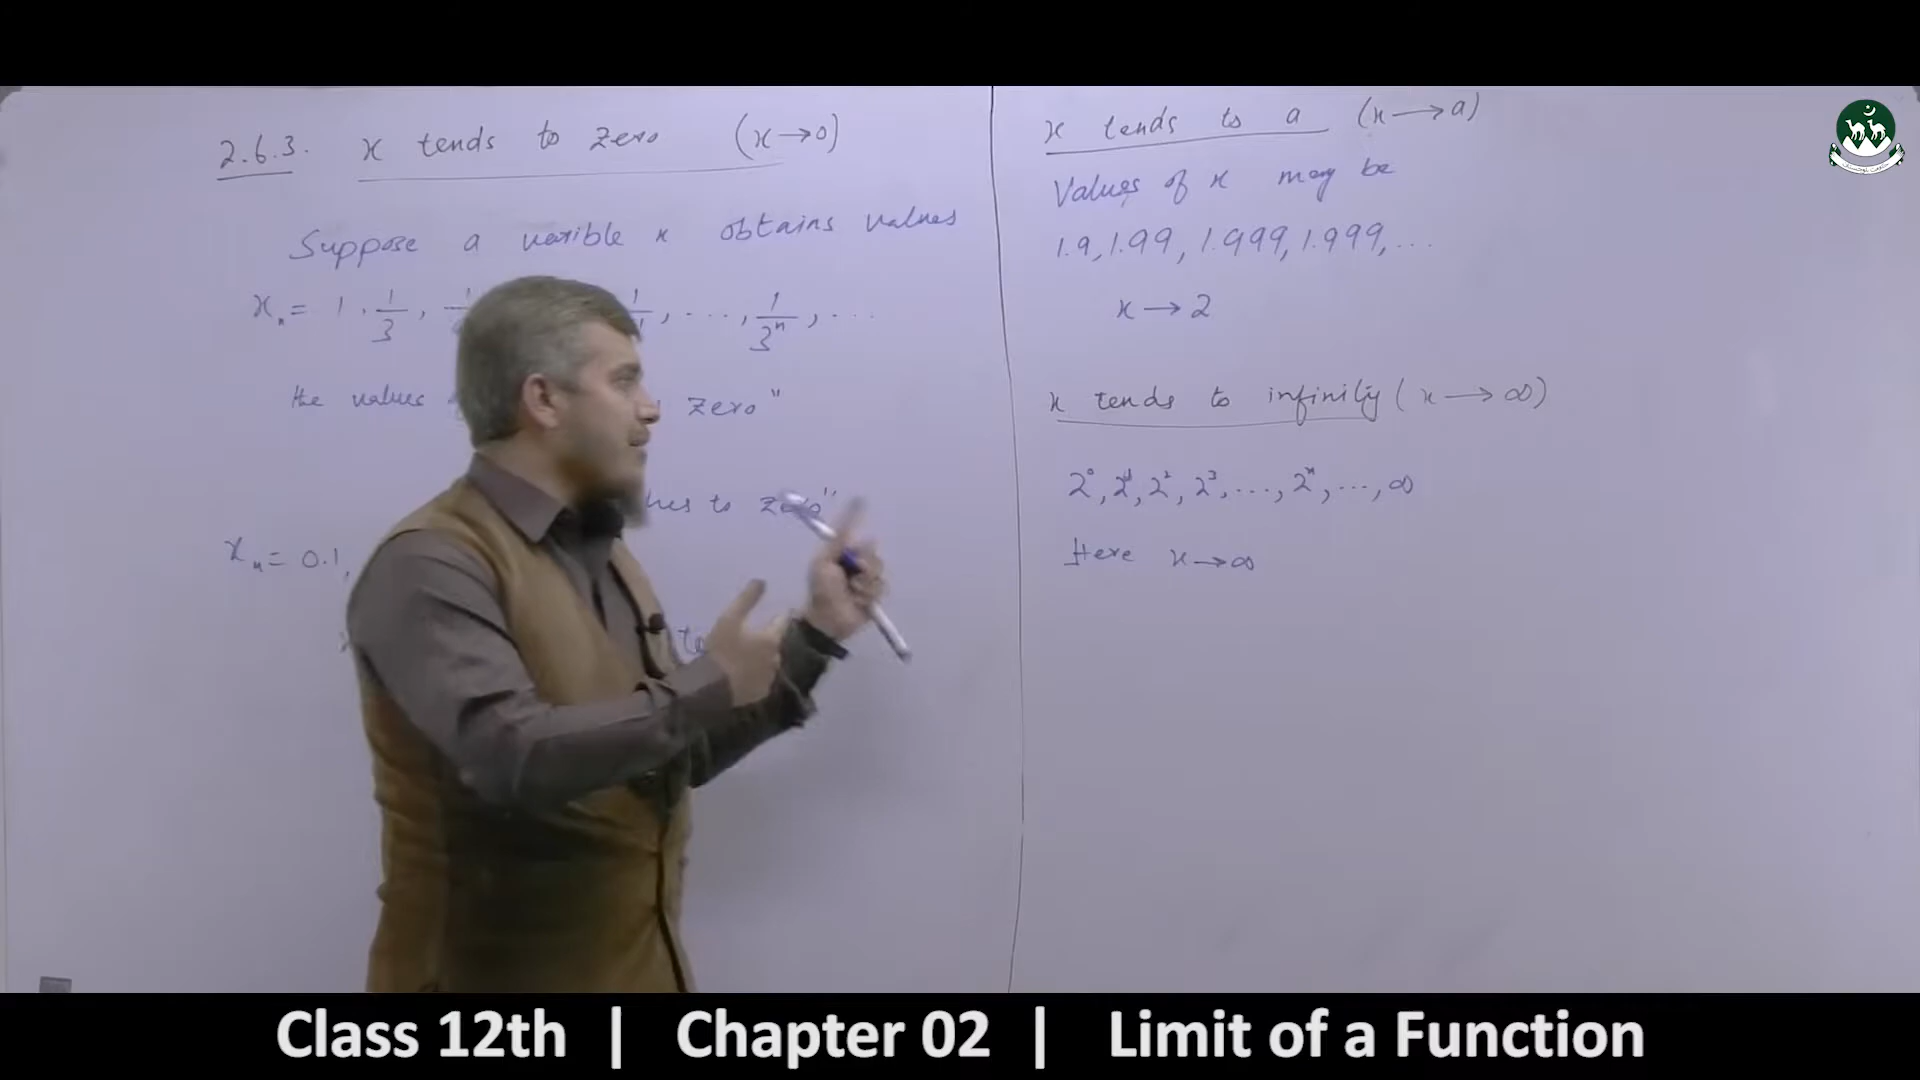 2.6.3. x tends to zero (x→0)
Suppose a varible x obtains values
xₙ = 1, 1/3, 1/ , ..., 1/3ⁿ, ...
the values zero"
to zero"
xₙ = 0.1,
x tends to a (x→a)
Values of x may be
1.9, 1.99, 1.999, 1.999, ...
x→2
x tends to infinity (x→∞)
2⁰, 2¹, 2², 2³, ..., 2ⁿ, ..., ∞
Here x→∞
Class 12th | Chapter 02 | Limit of a Function